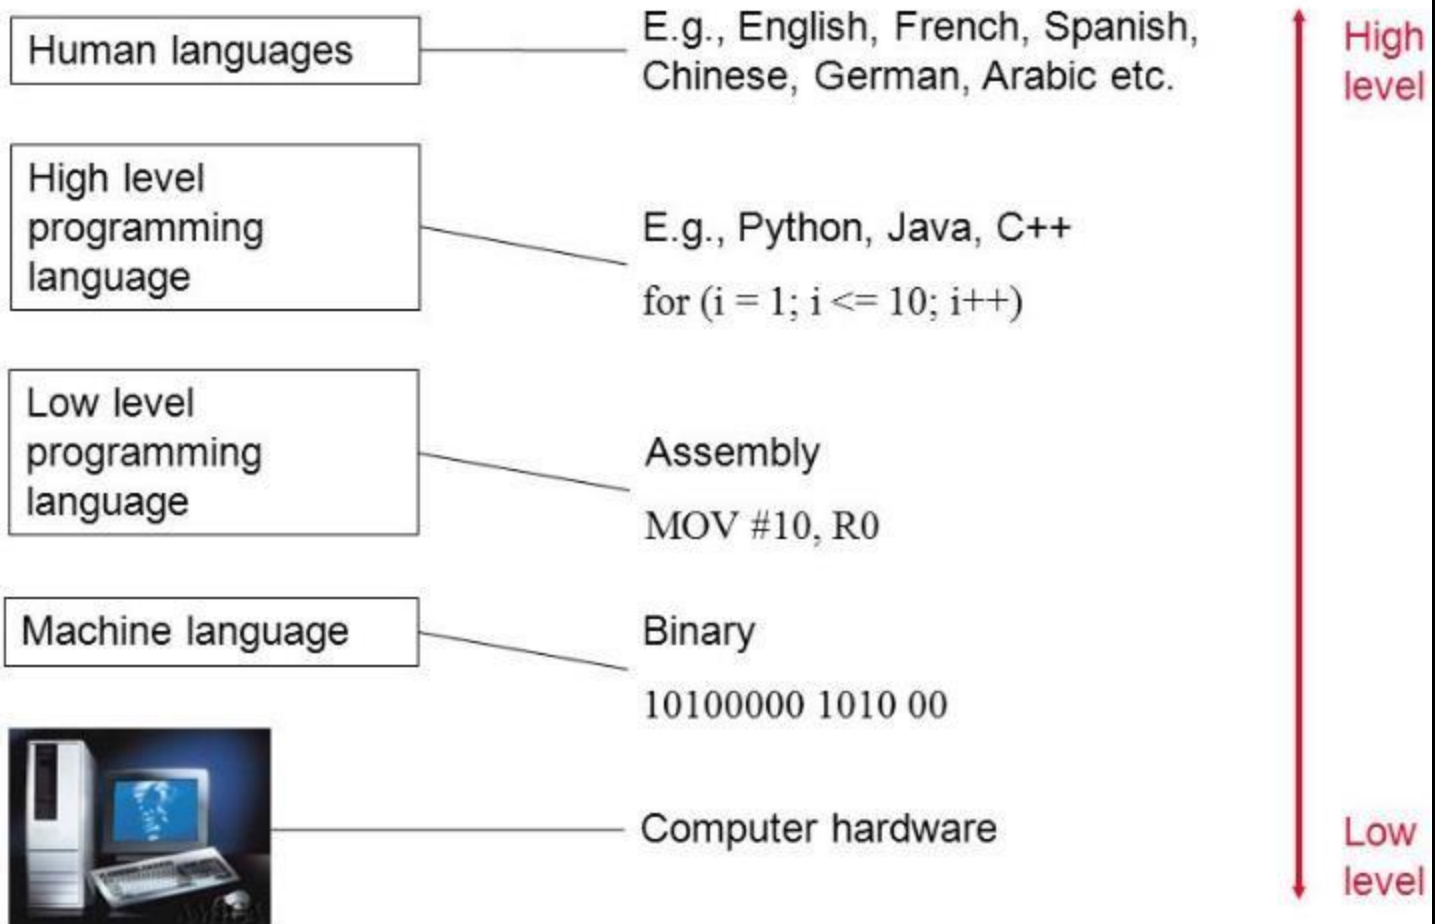 Human languages
E.g., English, French, Spanish,
Chinese, German, Arabic etc.
High
level
High level
programming
language
E.g., Python, Java, C++
for (i = 1; i <= 10; i++)
Low level
programming
language
Assembly
MOV #10, R0
Machine language
Binary
10100000 1010 00
Computer hardware
Low
level